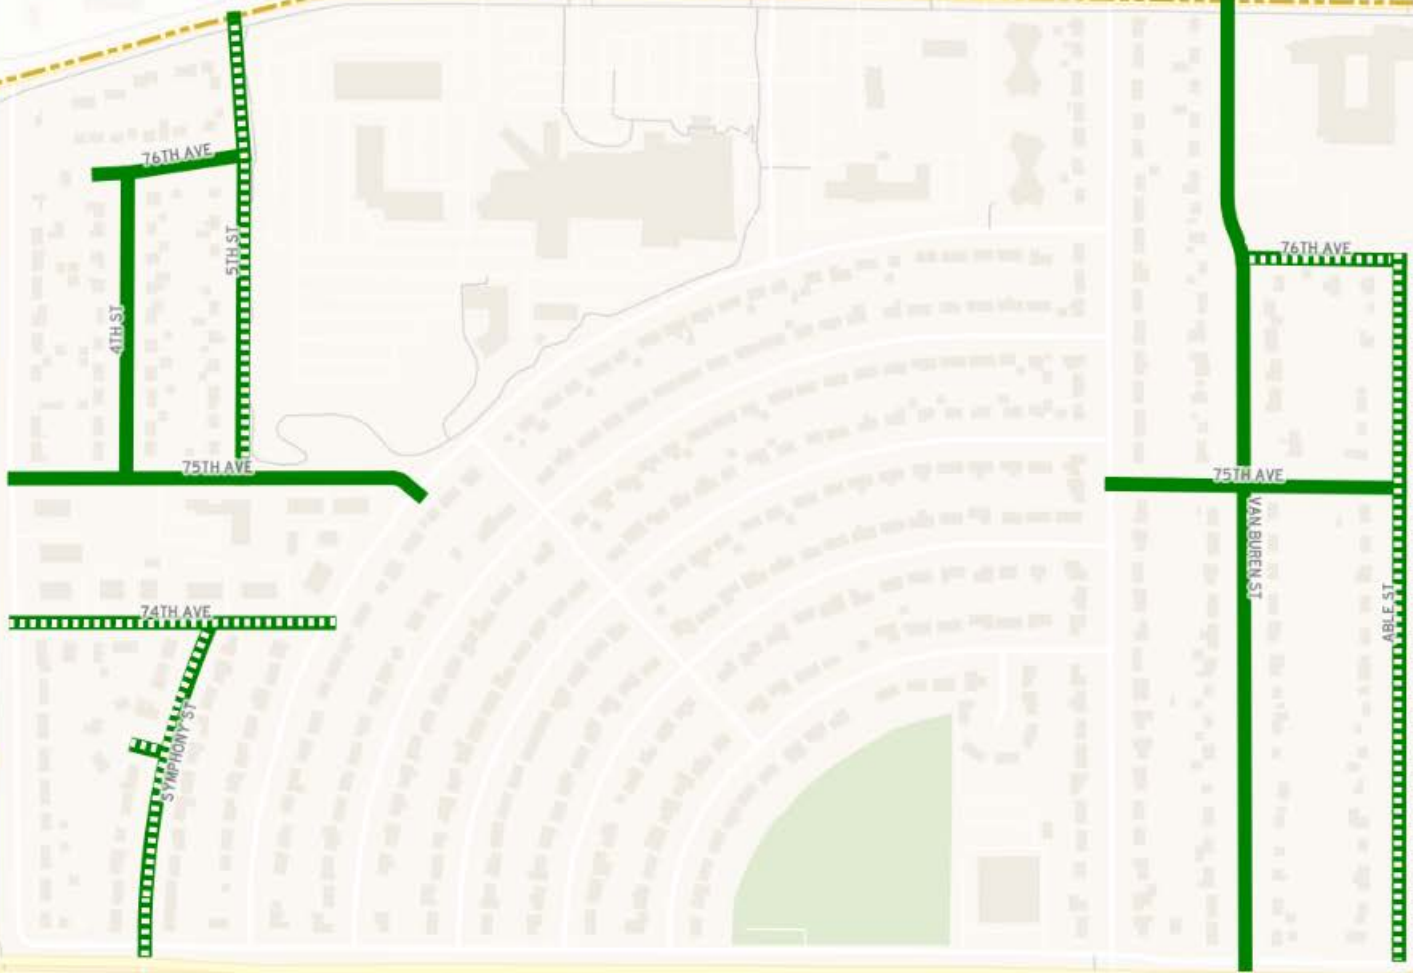 76TH AVE
5TH ST
76TH AVE
4TH ST
75TH AVE
75TH AVE
VAN BUREN ST
74TH AVE
ABLE ST
SYMPHONY ST